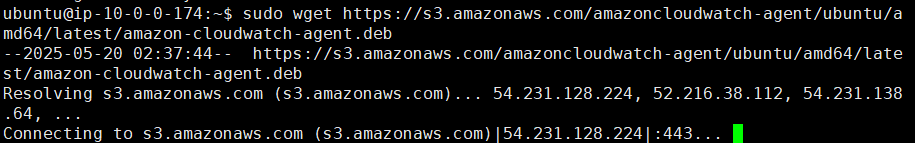 ubuntu@ip-10-0-0-174:~$ sudo wget https://s3.amazonaws.com/amazoncloudwatch-agent/ubuntu/a
md64/latest/amazon-cloudwatch-agent.deb
--2025-05-20 02:37:44--  https://s3.amazonaws.com/amazoncloudwatch-agent/ubuntu/amd64/late
st/amazon-cloudwatch-agent.deb
Resolving s3.amazonaws.com (s3.amazonaws.com)... 54.231.128.224, 52.216.38.112, 54.231.138
.64, ...
Connecting to s3.amazonaws.com (s3.amazonaws.com)|54.231.128.224|:443...